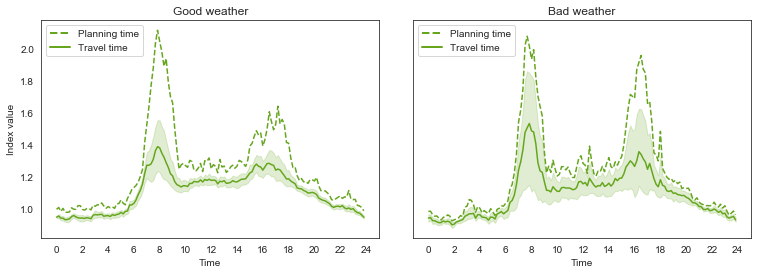 Good weather
Planning time
Travel time
2.0
1.8
1.6
1.4
1.2
1.0
Index value
0 2 4 6 8 10 12 14 16 18 20 22 24
Time
Bad weather
Planning time
Travel time
0 2 4 6 8 10 12 14 16 18 20 22 24
Time